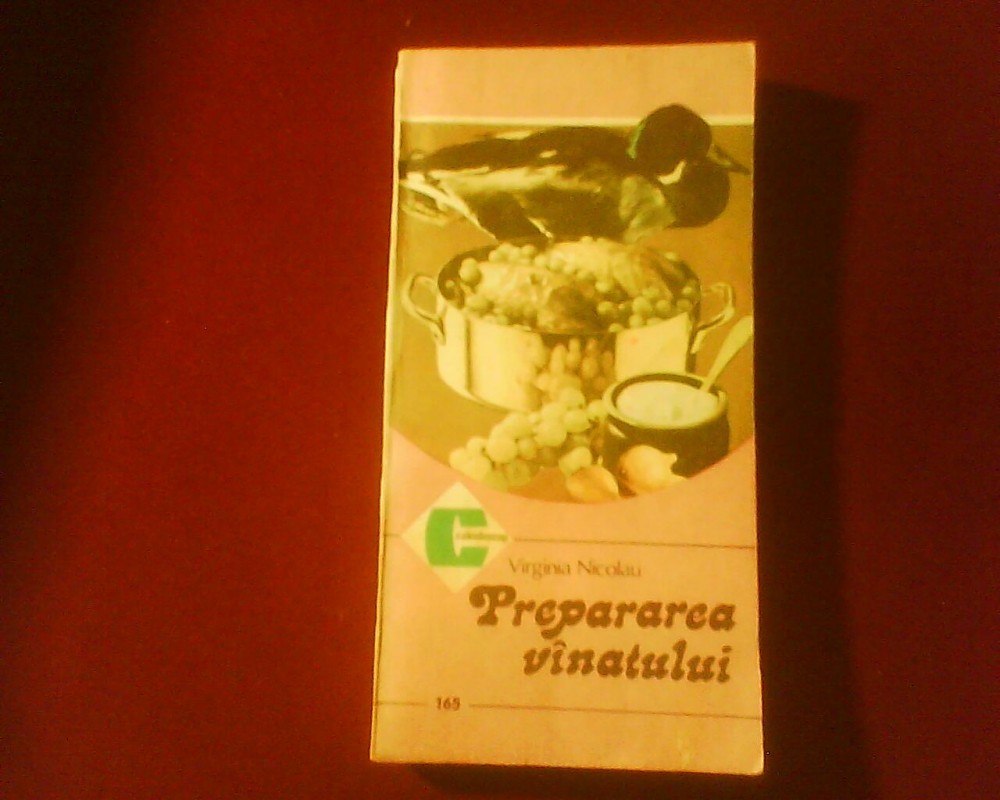 C
Virginia Nicolau
Prepararea
vînatului
165